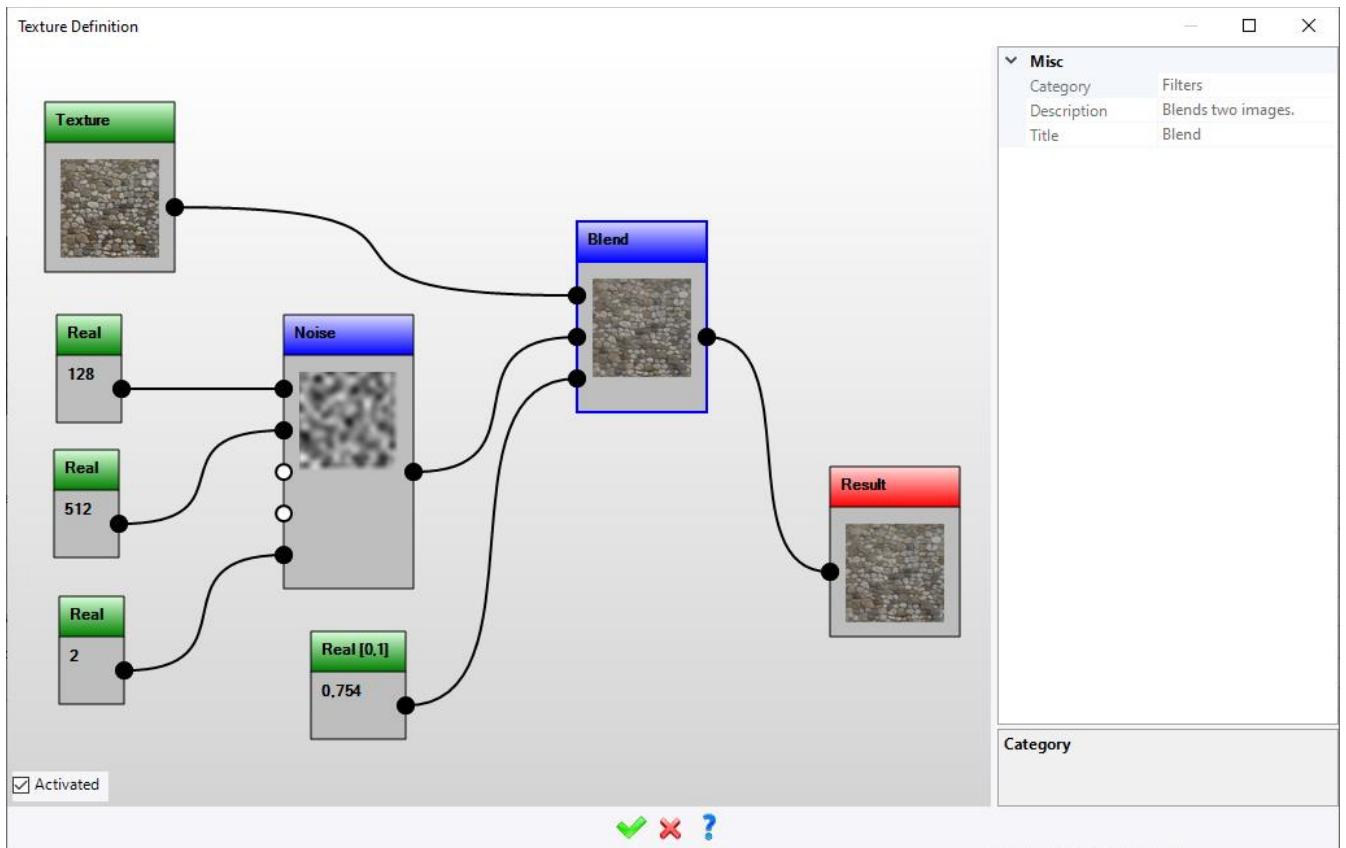 Texture Definition
Texture
Real
128
Real
512
Real
2
Noise
Real [0,1]
0,754
Blend
Result
Activated
Misc
Category Filters
Description Blends two images.
Title Blend
Category
?